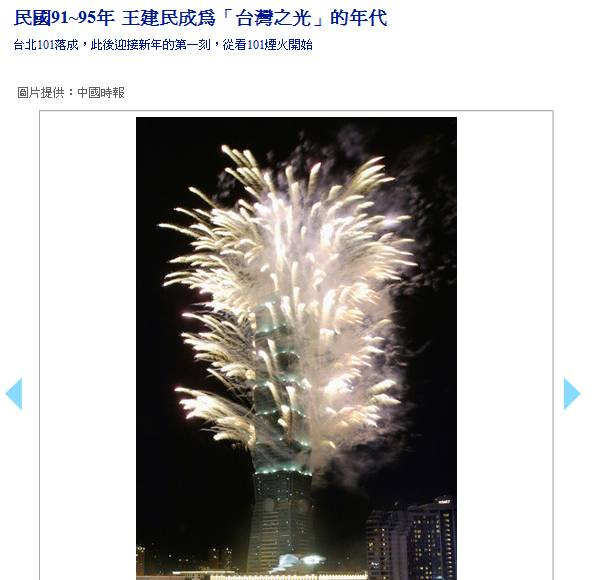 民國91~95年 王建民成為「台灣之光」的年代
台北101落成，此後迎接新年的第一刻，從看101煙火開始
圖片提供：中國時報